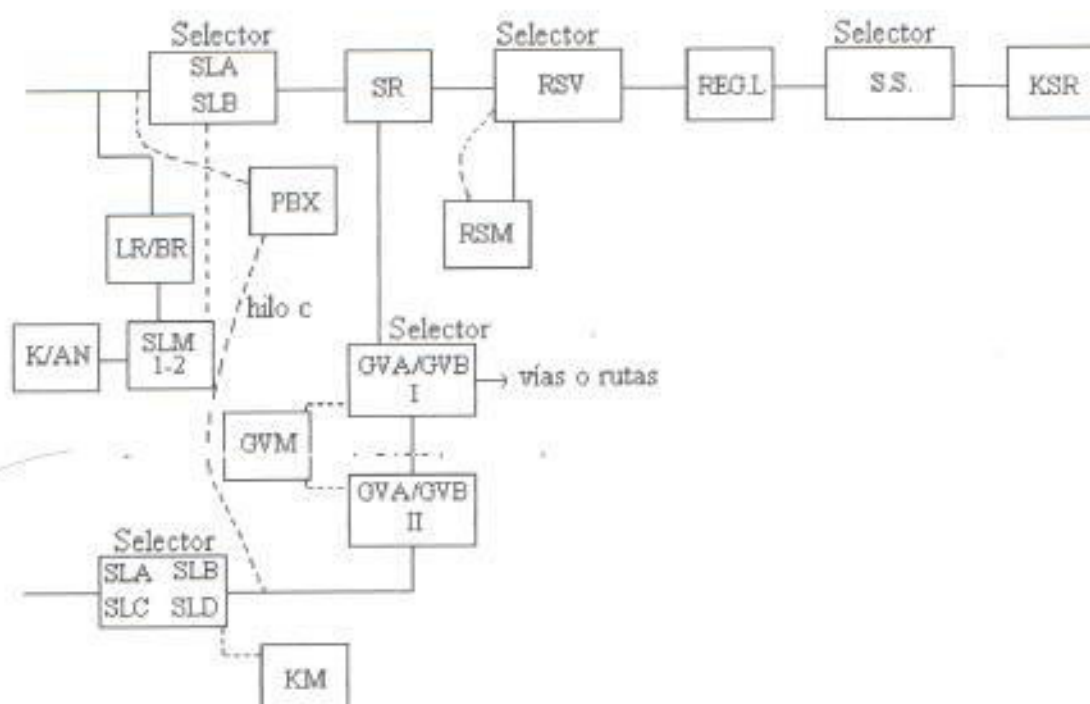 Selector
SLA
SLB
SR
Selector
RSV
REG.L
Selector
S.S.
KSR
PBX
RSM
LR/BR
hilo c
K/AN
SLM
1-2
Selector
GVA/GVB
I
vías o rutas
GVM
GVA/GVB
II
Selector
SLA SLB
SLC SLD
KM